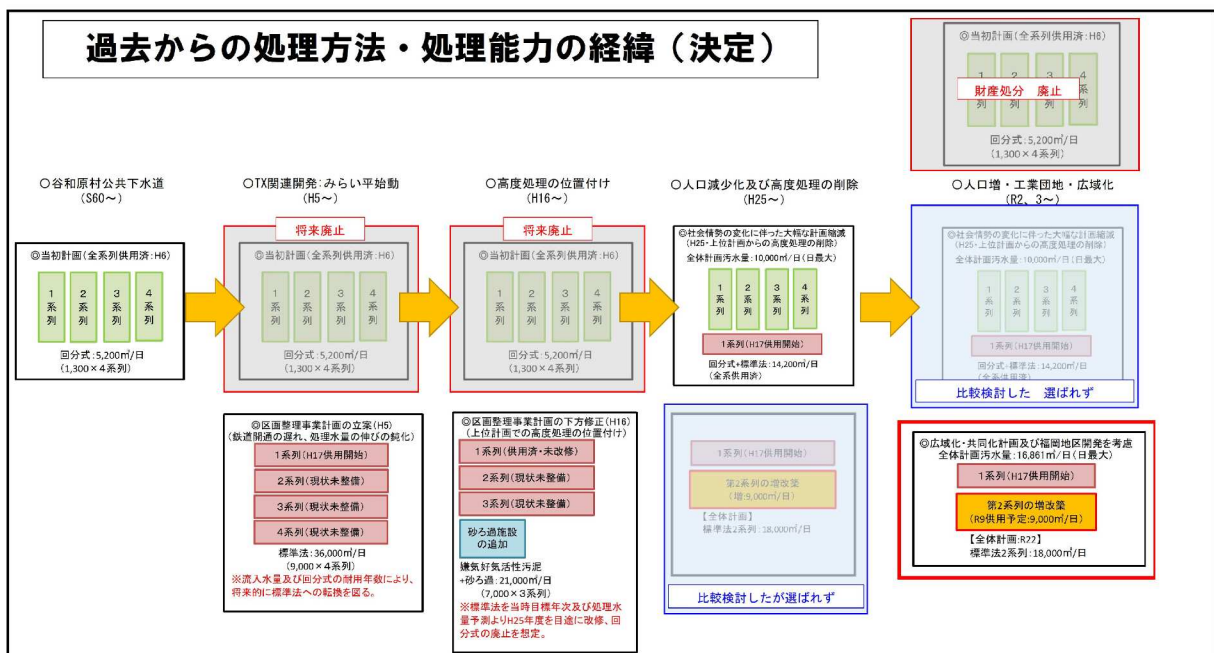 過去からの処理方法・処理能力の経緯（決定）
◎当初計画(全系列供用済:H6)
1系列
2系列
3系列
4系列
財産処分　廃止
回分式:5,200㎥/日
(1,300×4系列)
○谷和原村公共下水道
(S60～)
◎当初計画(全系列供用済:H6)
1系列
2系列
3系列
4系列
回分式:5,200㎥/日
(1,300×4系列)
○TX関連開発:みらい平始動
(H5～)
将来廃止
◎当初計画(全系列供用済:H6)
1系列
2系列
3系列
4系列
回分式:5,200㎥/日
(1,300×4系列)
◎区画整理事業計画の立案(H5)
(鉄道開通の遅れ、処理水量の伸びの鈍化)
1系列(H17供用開始)
2系列(現状未整備)
3系列(現状未整備)
4系列(現状未整備)
標準法:36,000㎥/日
(9,000×4系列)
※流入水量及び回分式の耐用年数により、
将来的に標準法への転換を図る。
○高度処理の位置付け
(H16～)
将来廃止
◎当初計画(全系列供用済:H6)
1系列
2系列
3系列
4系列
回分式:5,200㎥/日
(1,300×4系列)
◎区画整理事業計画の下方修正(H16)
(上位計画での高度処理の位置付け)
1系列(供用済・未改修)
2系列(現状未整備)
3系列(現状未整備)
砂ろ過施設
の追加
嫌気好気活性汚泥
+砂ろ過:21,000㎥/日
(7,000×3系列)
※標準法を当時目標年次及び処理水
量予測よりH25年度を目途に改修、回
分式の廃止を想定。
○人口減少化及び高度処理の削除
(H25～)
◎社会情勢の変化に伴った大幅な計画縮減
(H25・上位計画からの高度処理の削除)
全体計画汚水量:10,000㎥/日(日最大)
1系列
2系列
3系列
4系列
1系列(H17供用開始)
回分式+標準法:14,200㎥/日
(全系供用済)
1系列(H17供用開始)
第2系列の増改築
(増:9,000㎥/日)
【全体計画】
標準法2系列:18,000㎥/日
比較検討したが選ばれず
○人口増・工業団地・広域化
(R2、3～)
◎社会情勢の変化に伴った大幅な計画縮減
(H25・上位計画からの高度処理の削除)
全体計画汚水量:10,000㎥/日(日最大)
1系列
2系列
3系列
4系列
1系列(H17供用開始)
回分式+標準法:14,200㎥/日
(全系供用済)
比較検討した　選ばれず
◎広域化・共同化計画及び福岡地区開発を考慮
全体計画汚水量:16,861㎥/日(日最大)
1系列(H17供用開始)
第2系列の増改築
(R9供用予定:9,000㎥/日)
【全体計画:R22】
標準法2系列:18,000㎥/日